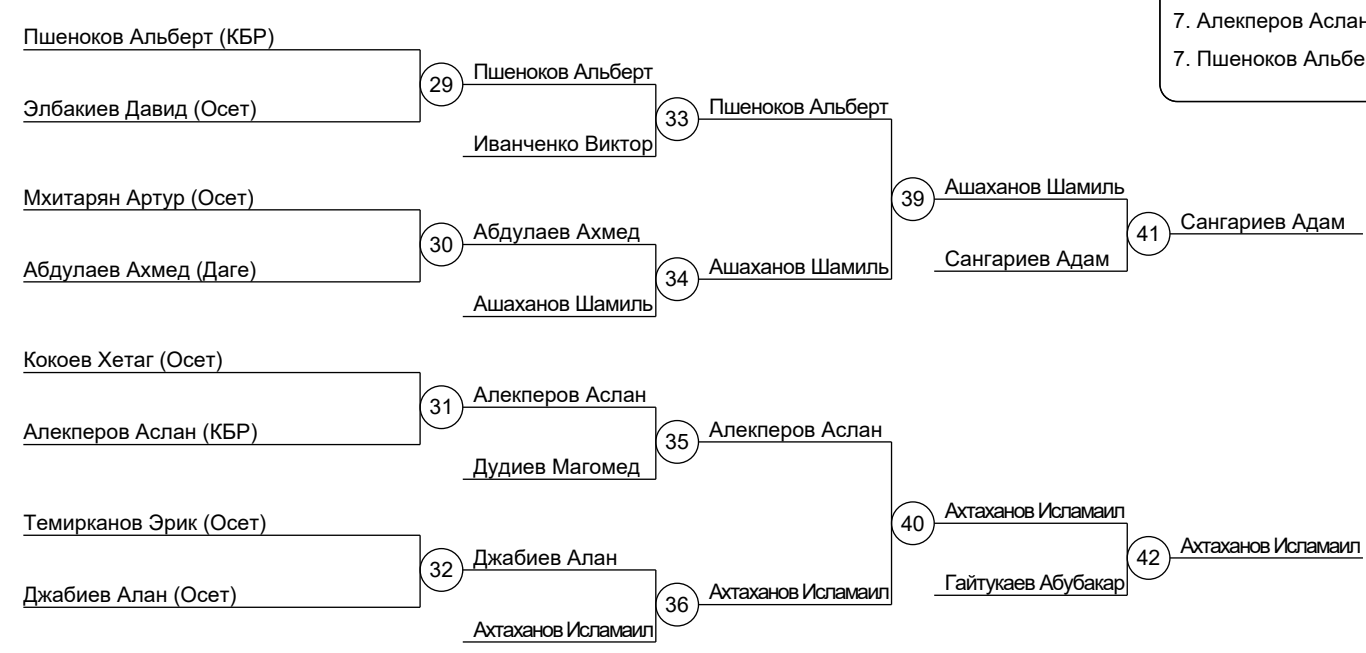 7. Алекперов Аслан
7. Пшеноков Альбе
Пшеноков Альберт (КБР)
29
Пшеноков Альберт
Элбакиев Давид (Осет)
33
Пшеноков Альберт
Иванченко Виктор
Мхитарян Артур (Осет)
39
Ашаханов Шамиль
30
Абдулаев Ахмед
41
Сангариев Адам
Абдулаев Ахмед (Даге)
34
Ашаханов Шамиль
Сангариев Адам
Ашаханов Шамиль
Кокоев Хетаг (Осет)
31
Алекперов Аслан
Алекперов Аслан (КБР)
35
Алекперов Аслан
Дудиев Магомед
Темирканов Эрик (Осет)
40
Ахтаханов Исламаил
32
Джабиев Алан
42
Ахтаханов Исламаил
Джабиев Алан (Осет)
36
Ахтаханов Исламаил
Гайтукаев Абубакар
Ахтаханов Исламаил